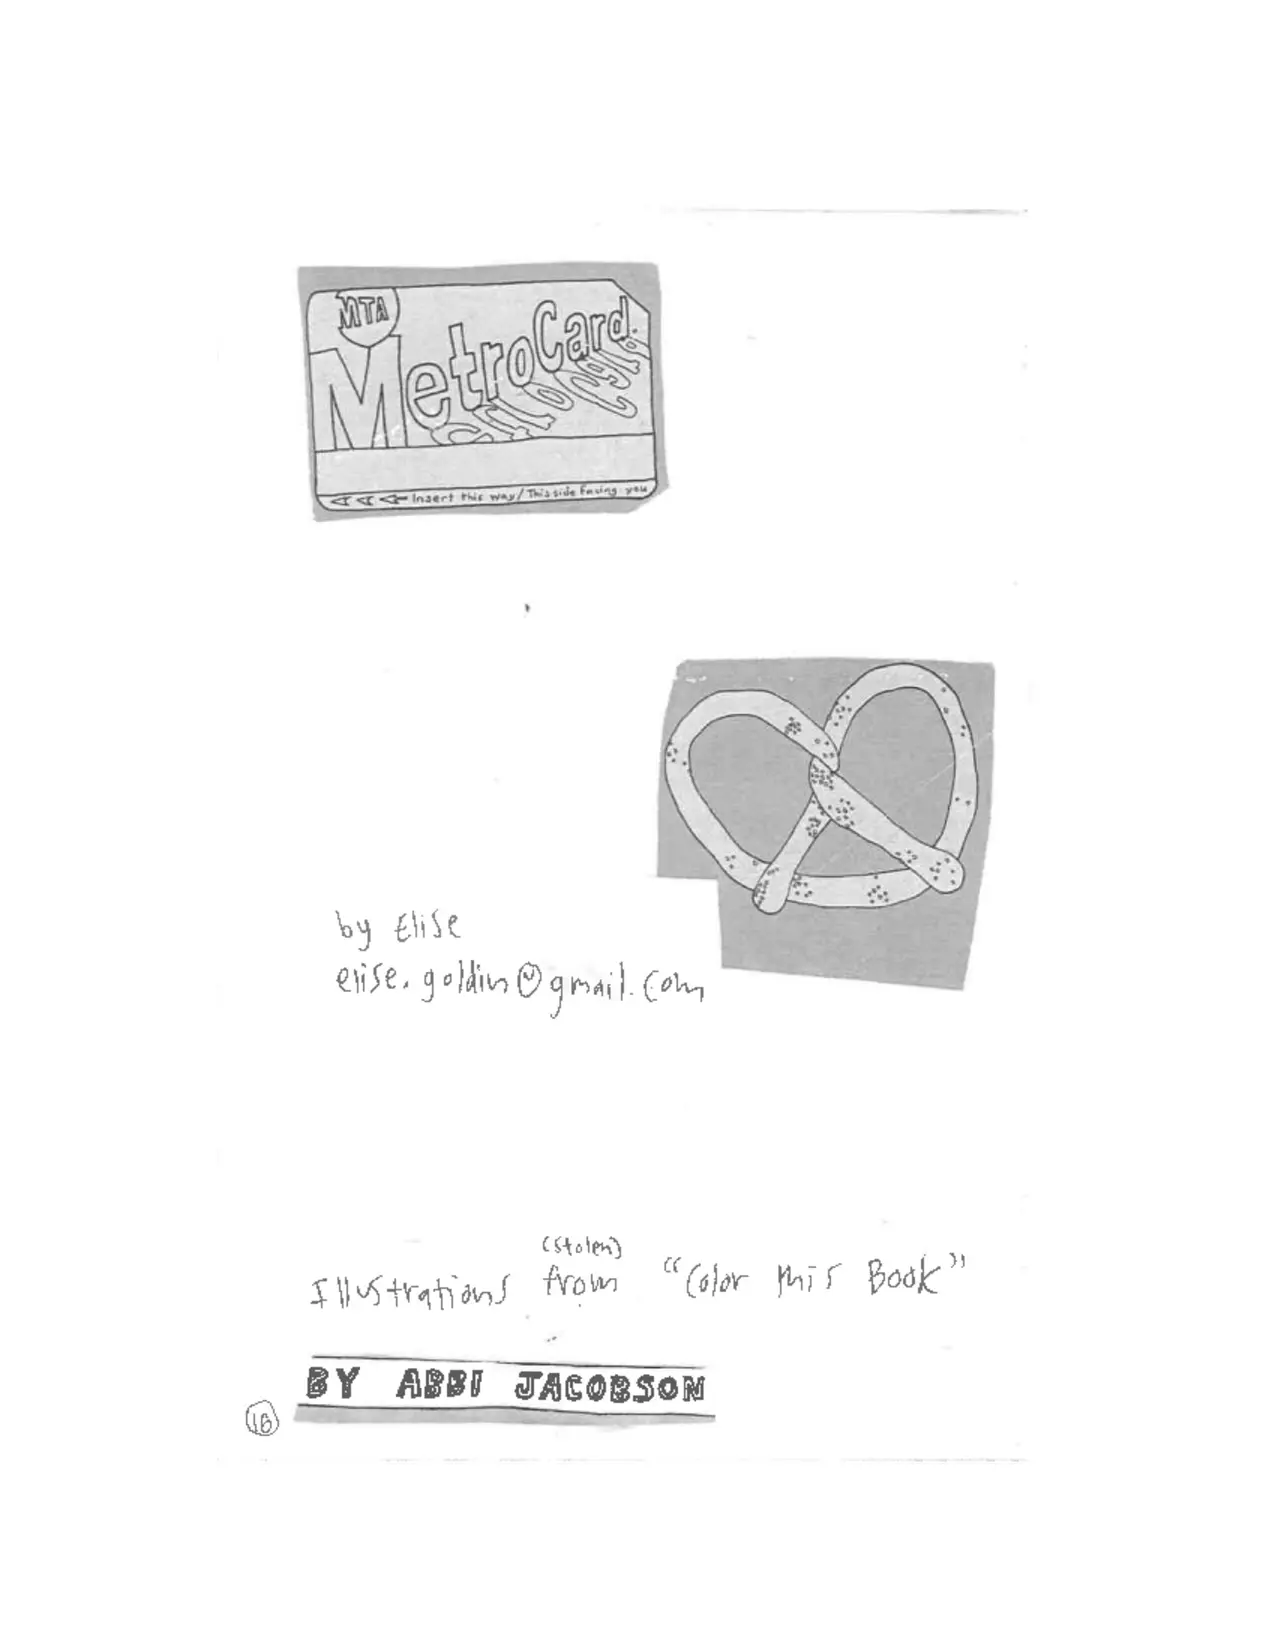 MTA
MetroCard.
Insert this way/This side facing you
by Elise
elise.goldin@gmail.com
(stolen)
Illustrations from "Color this Book"
BY ABBI JACOBSON
18